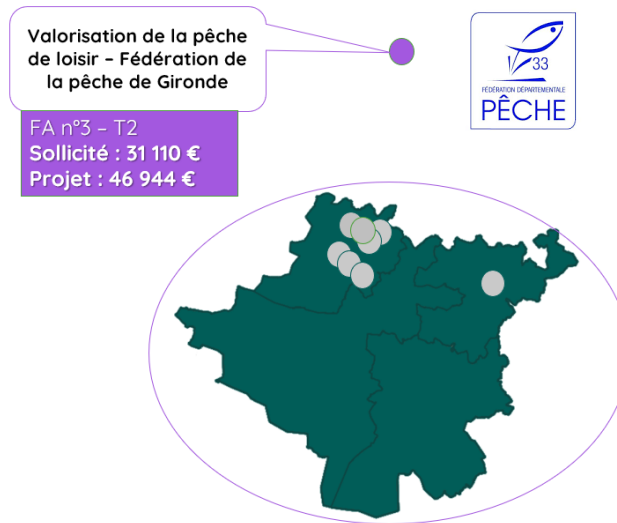 Valorisation de la pêche
de loisir – Fédération de
la pêche de Gironde
FA n°3 – T2
Sollicité : 31 110 €
Projet : 46 944 €
33
FÉDÉRATION DÉPARTEMENTALE
PÊCHE